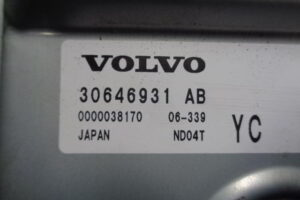 VOLVO
30646931 AB
0000038170 06-339
JAPAN ND04T YC